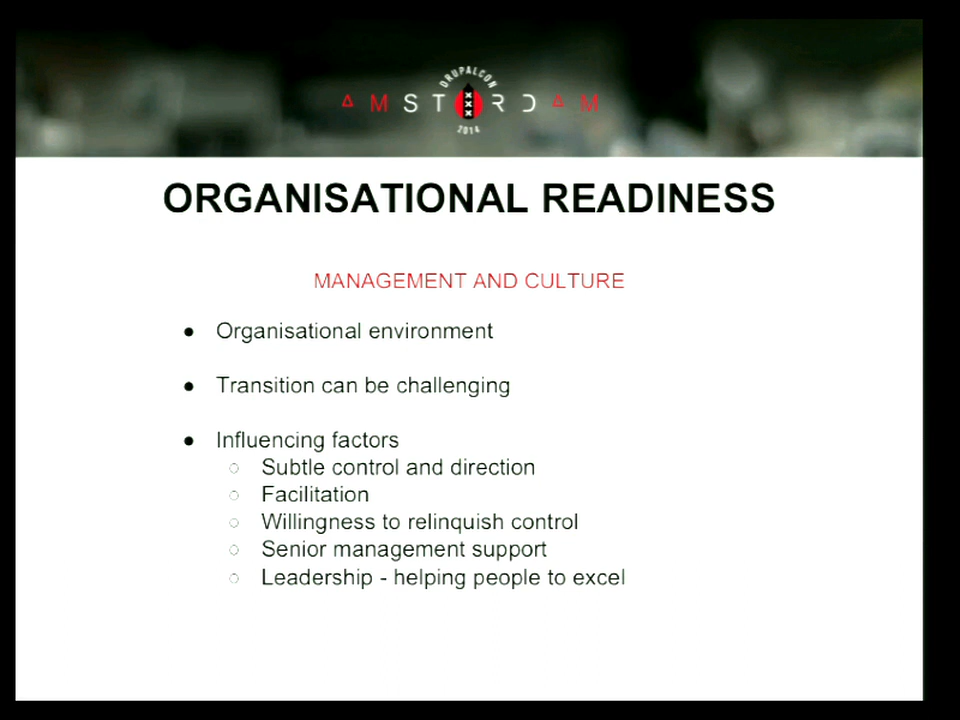 DRUPALCON
AMSTERDAM
2014
ORGANISATIONAL READINESS
MANAGEMENT AND CULTURE
● Organisational environment
● Transition can be challenging
● Influencing factors
○ Subtle control and direction
○ Facilitation
○ Willingness to relinquish control
○ Senior management support
○ Leadership - helping people to excel